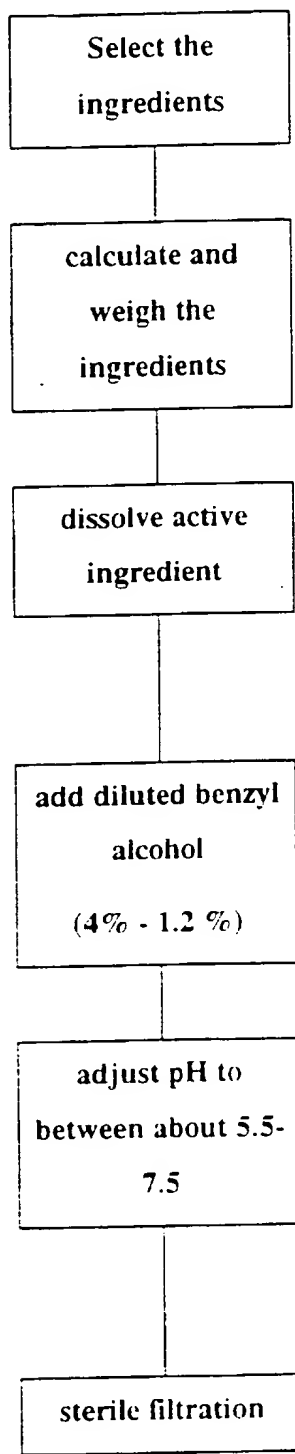 Select the
ingredients
calculate and
weigh the
ingredients
dissolve active
ingredient
add diluted benzyl
alcohol
(4% - 1.2 %)
adjust pH to
between about 5.5-
7.5
sterile filtration